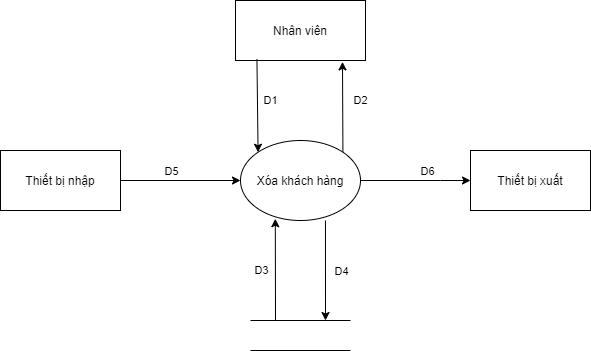 Nhân viên
D1
D2
Thiết bị nhập
D5
Xóa khách hàng
D6
Thiết bị xuất
D3
D4